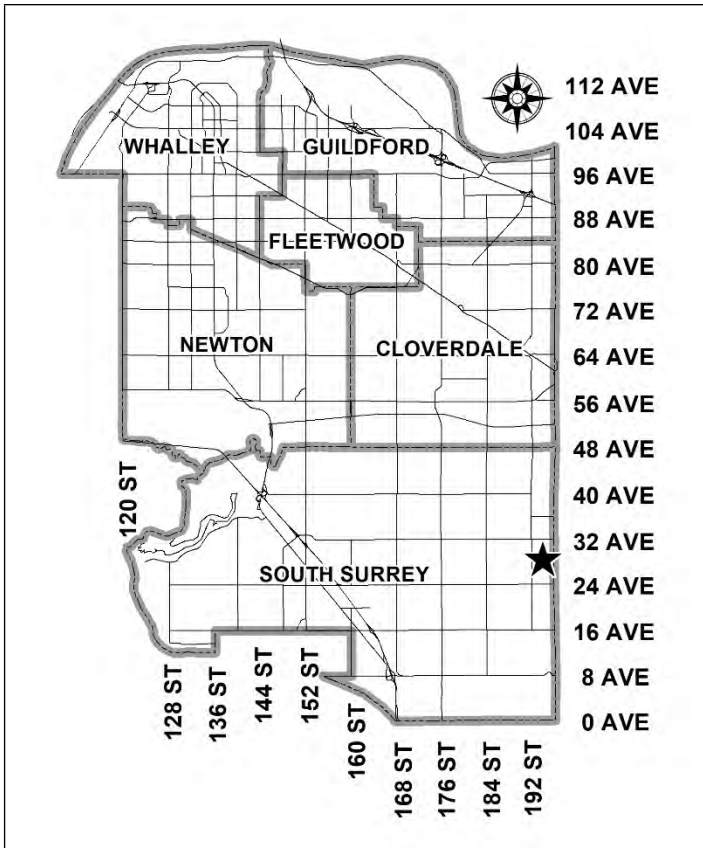 112 AVE
104 AVE
WHALLEY
GUILDFORD
96 AVE
88 AVE
FLEETWOOD
80 AVE
72 AVE
NEWTON
CLOVERDALE
64 AVE
56 AVE
48 AVE
120 ST
40 AVE
32 AVE
SOUTH SURREY
24 AVE
16 AVE
8 AVE
0 AVE
128 ST
136 ST
144 ST
152 ST
160 ST
168 ST
176 ST
184 ST
192 ST